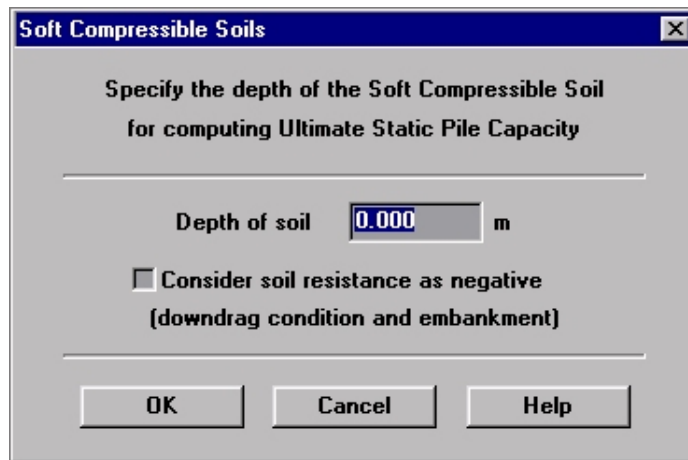 Soft Compressible Soils
Specify the depth of the Soft Compressible Soil
for computing Ultimate Static Pile Capacity
Depth of soil 0.000 m
Consider soil resistance as negative
(downdrag condition and embankment)
OK Cancel Help